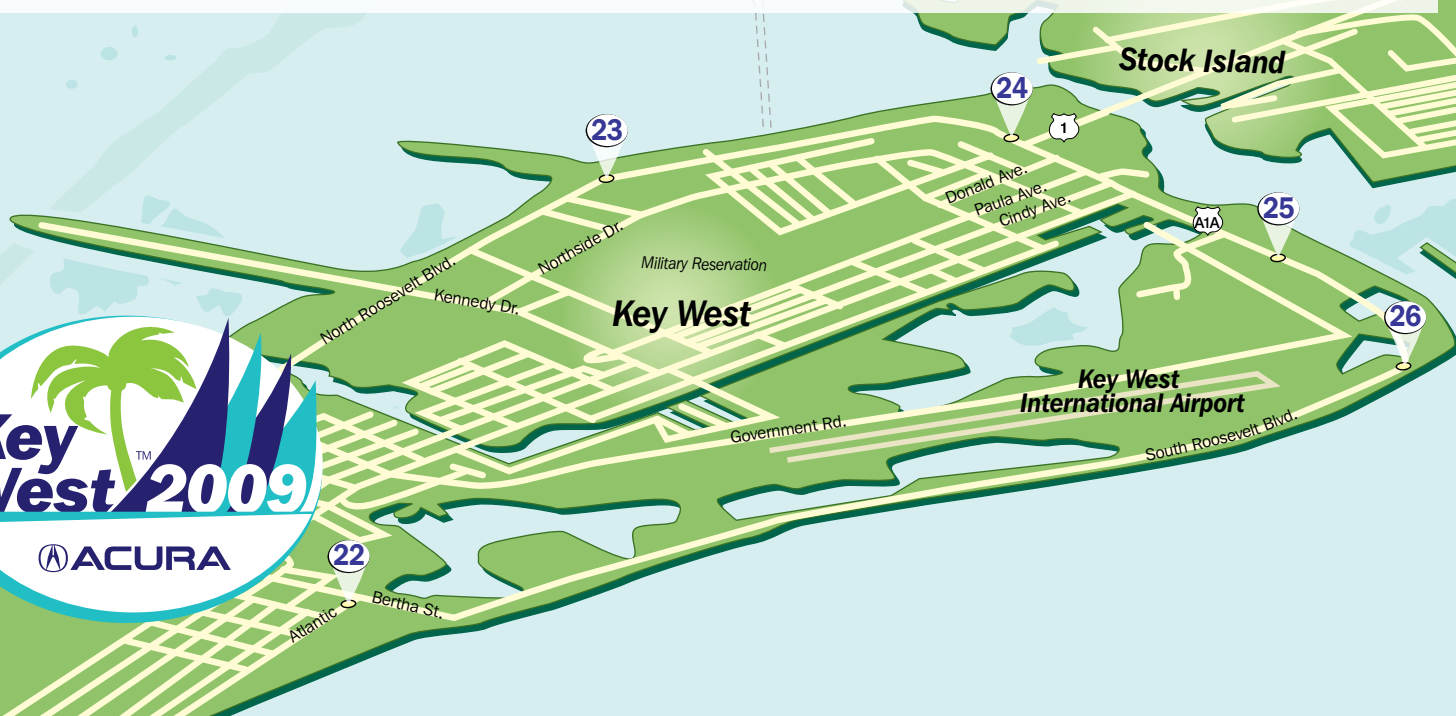 Stock Island
24
23
1
Donald Ave.
Paula Ave.
Cindy Ave.
25
A1A
Northside Dr.
Military Reservation
North Roosevelt Blvd.
Kennedy Dr.
Key West
26
Key West
International Airport
Government Rd.
South Roosevelt Blvd.
Key
West 2009
TM
ACURA
22
Bertha St.
Atlantic